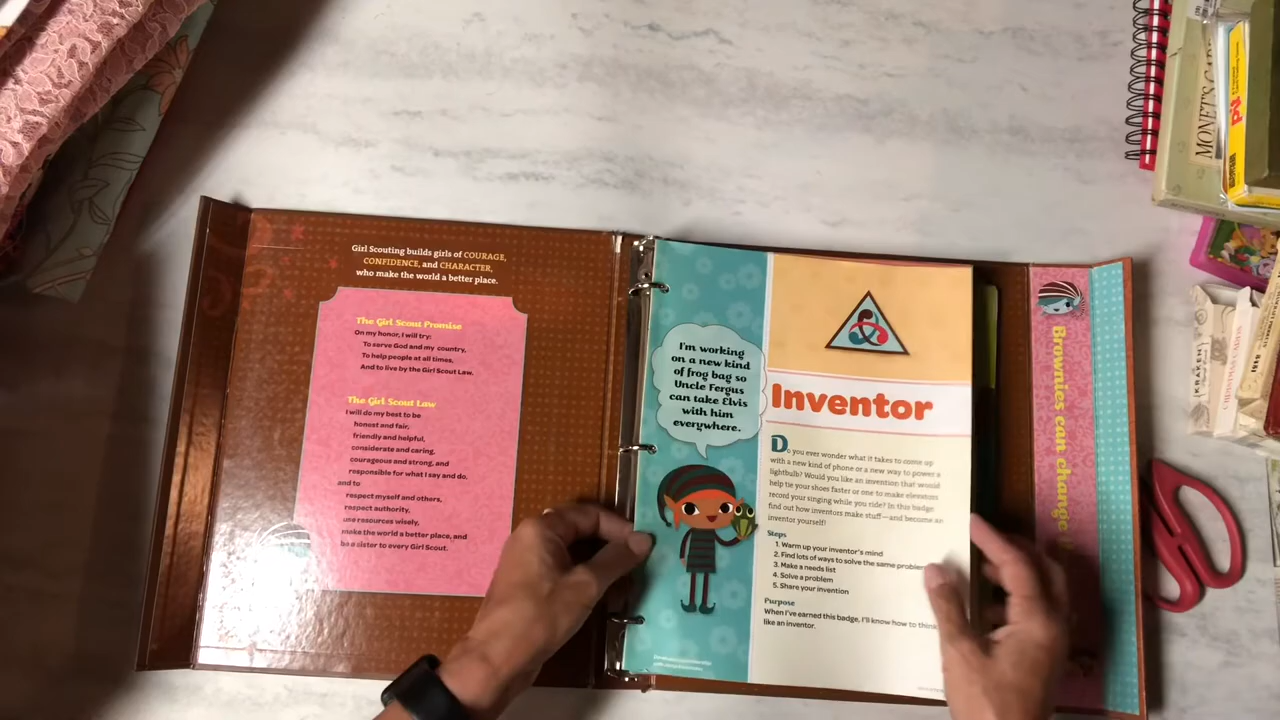 Girl Scouting builds girls of COURAGE,
CONFIDENCE, and CHARACTER,
who make the world a better place.
The Girl Scout Promise
On my honor, I will try:
To serve God and my country,
To help people at all times,
And to live by the Girl Scout Law.
The Girl Scout Law
I will do my best to be
honest and fair,
friendly and helpful,
considerate and caring,
courageous and strong, and
responsible for what I say and do,
and to
respect myself and others,
respect authority,
use resources wisely,
make the world a better place, and
be a sister to every Girl Scout.
I'm working
on a new kind
of frog bag so
Uncle Fergus
can take Elvis
with him
everywhere.
Inventor
Do you ever wonder what it takes to come up
with a new kind of phone or a new way to power a
lightbulb? Would you like an invention that would
help tie your shoes faster or one to make elevators
record your singing while you ride? In this badge,
find out how inventors make stuff—and become an
inventor yourself!
Steps
1. Warm up your inventor's mind
2. Find lots of ways to solve the same problem
3. Make a needs list
4. Solve a problem
5. Share your invention
Purpose
When I've earned this badge, I'll know how to think
like an inventor.
Brownies can change
MONET'S
KRAKEN